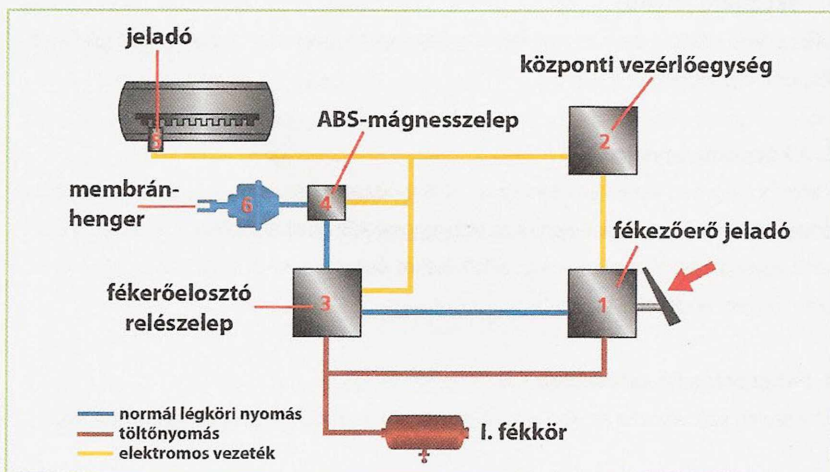 jeladó
központi vezérlőegység
ABS-mágnesszelep
2
5
membrán-
henger
6
4
fékezőerő jeladó
fékerőelosztó
relészelep
3
1
normál légköri nyomás
töltőnyomás
elektromos vezeték
I. fékkör